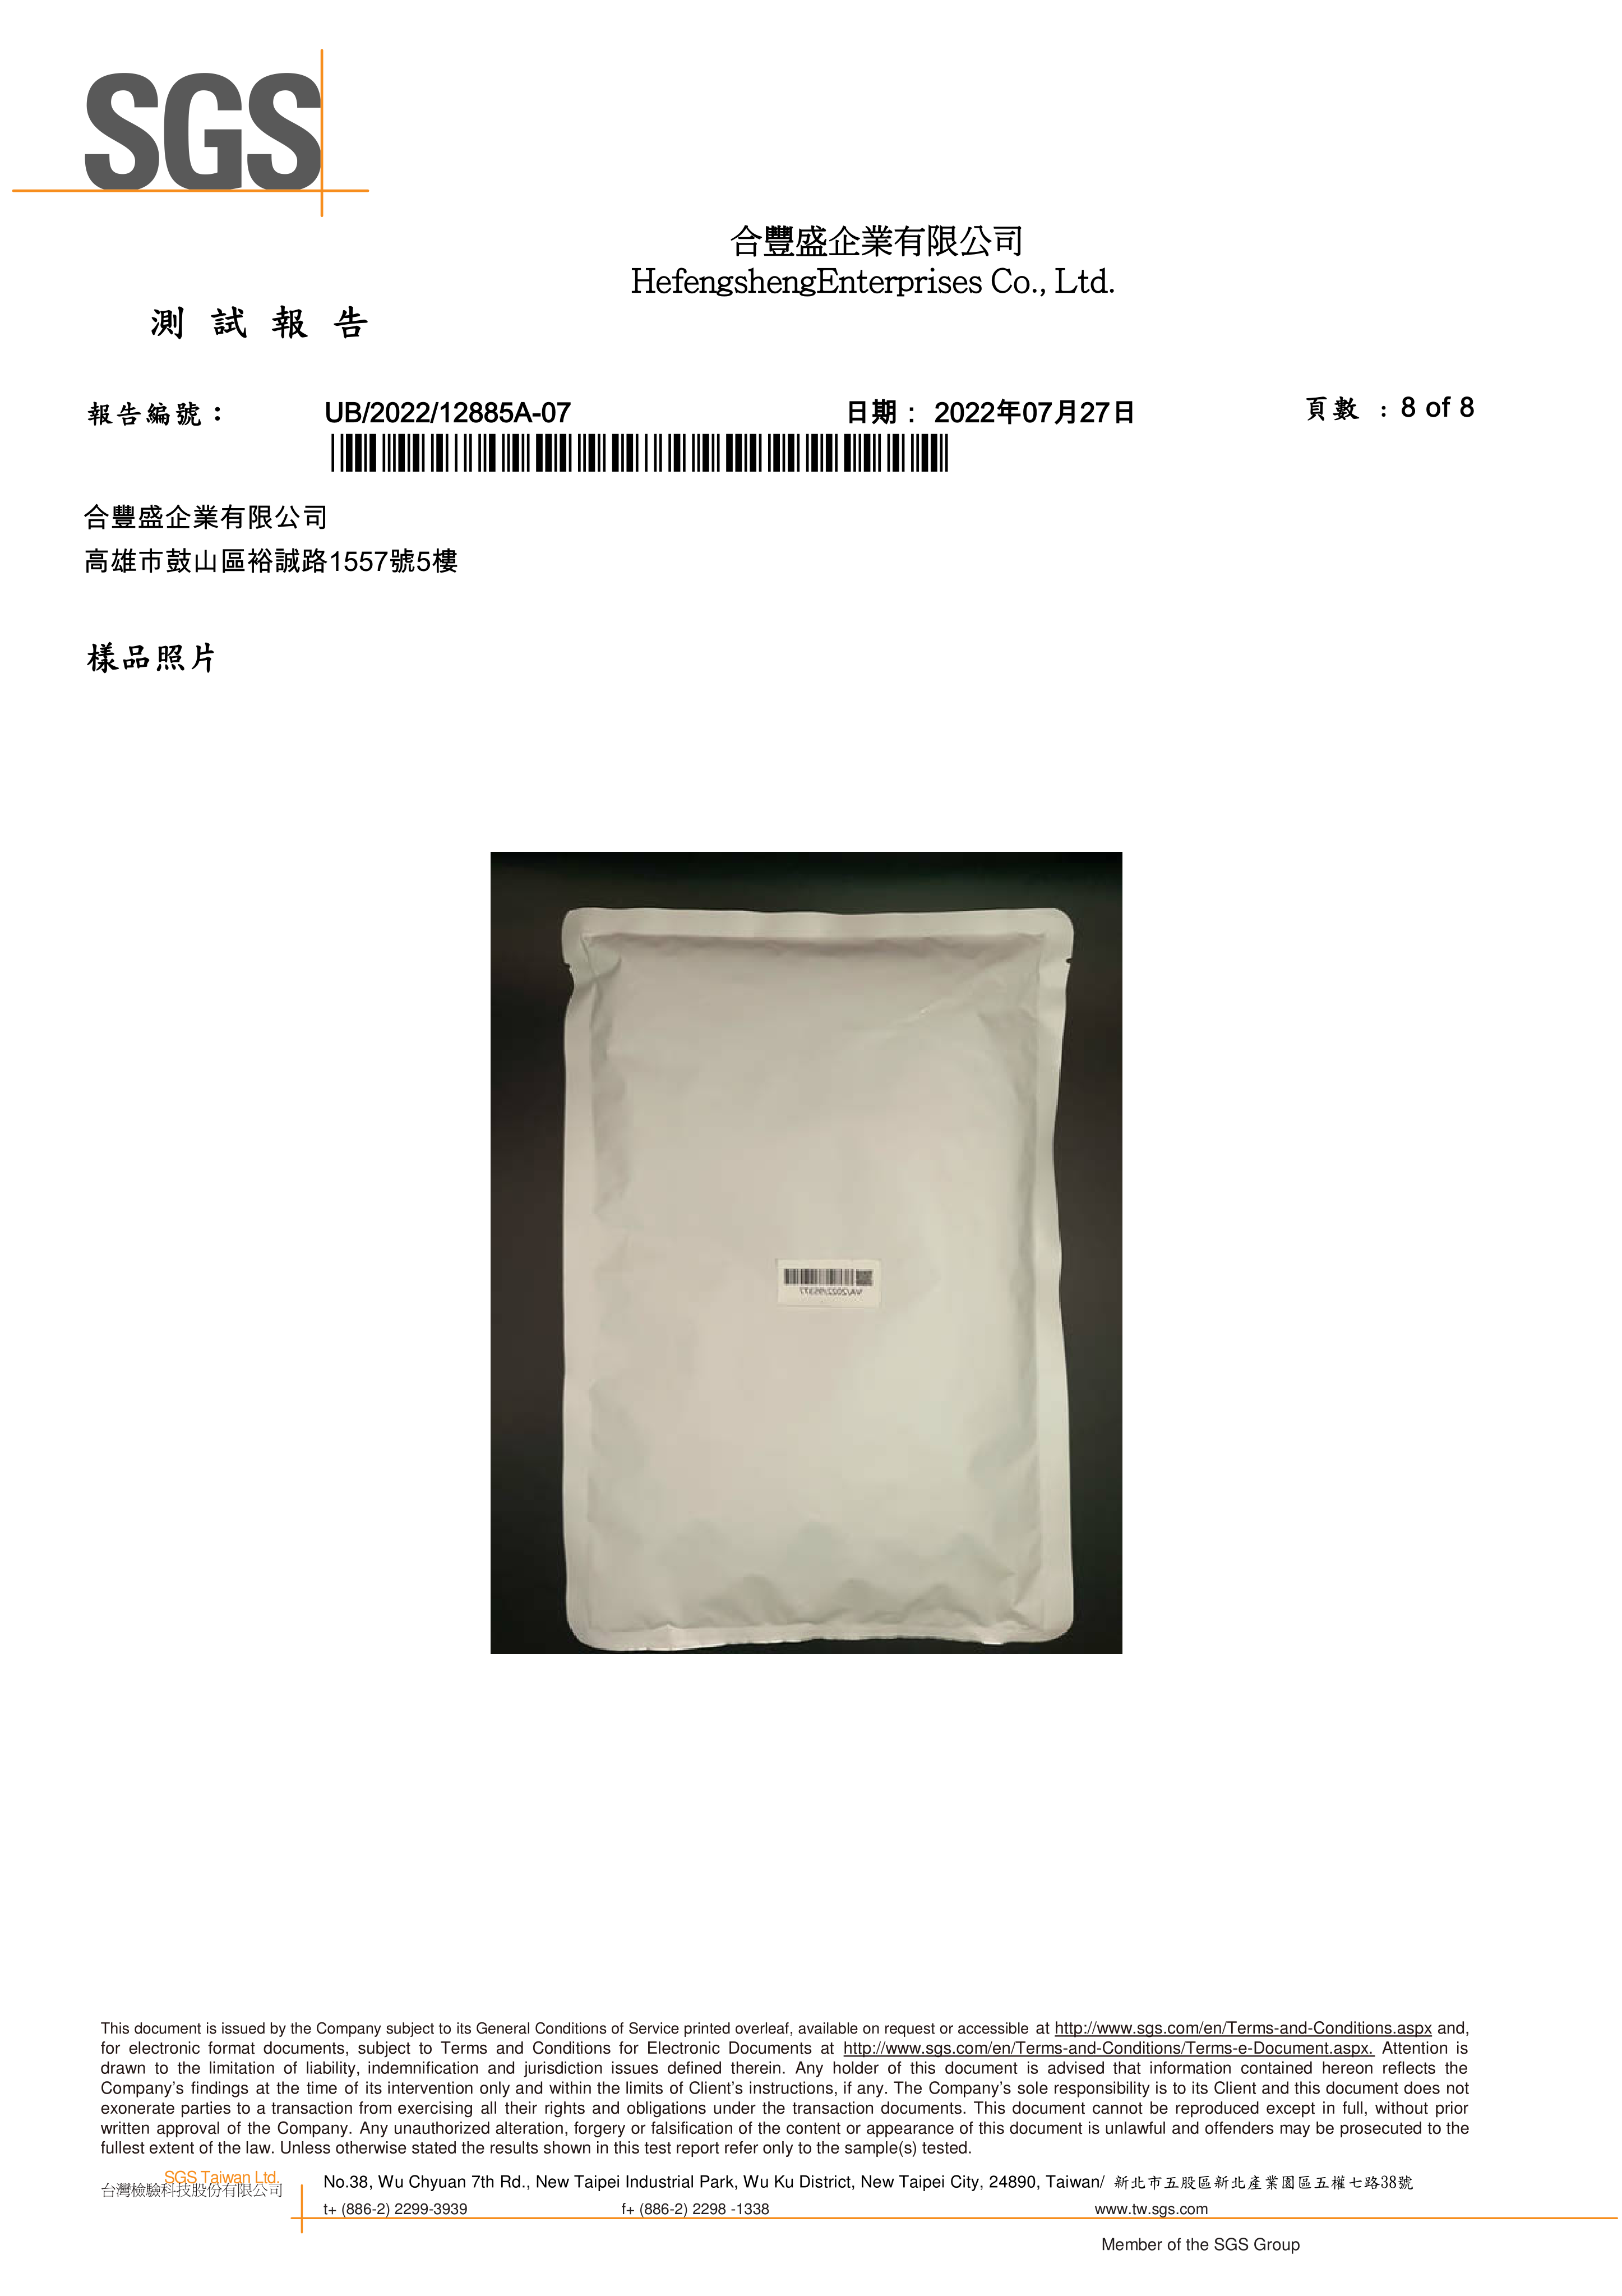 SGS
合豐盛企業有限公司
HefengshengEnterprises Co., Ltd.
測 試 報 告
報告編號： UB/2022/12885A-07 日期： 2022年07月27日 頁數 : 8 of 8
合豐盛企業有限公司
高雄市鼓山區裕誠路1557號5樓
樣品照片
This document is issued by the Company subject to its General Conditions of Service printed overleaf, available on request or accessible at http://www.sgs.com/en/Terms-and-Conditions.aspx and,
for electronic format documents, subject to Terms and Conditions for Electronic Documents at http://www.sgs.com/en/Terms-and-Conditions/Terms-e-Document.aspx. Attention is
drawn to the limitation of liability, indemnification and jurisdiction issues defined therein. Any holder of this document is advised that information contained hereon reflects the
Company's findings at the time of its intervention only and within the limits of Client's instructions, if any. The Company's sole responsibility is to its Client and this document does not
exonerate parties to a transaction from exercising all their rights and obligations under the transaction documents. This document cannot be reproduced except in full, without prior
written approval of the Company. Any unauthorized alteration, forgery or falsification of the content or appearance of this document is unlawful and offenders may be prosecuted to the
fullest extent of the law. Unless otherwise stated the results shown in this test report refer only to the sample(s) tested.
SGS Taiwan Ltd.
台灣檢驗科技股份有限公司
No.38, Wu Chyuan 7th Rd., New Taipei Industrial Park, Wu Ku District, New Taipei City, 24890, Taiwan/ 新北市五股區新北產業園區五權七路38號
t+ (886-2) 2299-3939 f+ (886-2) 2298 -1338 www.tw.sgs.com
Member of the SGS Group